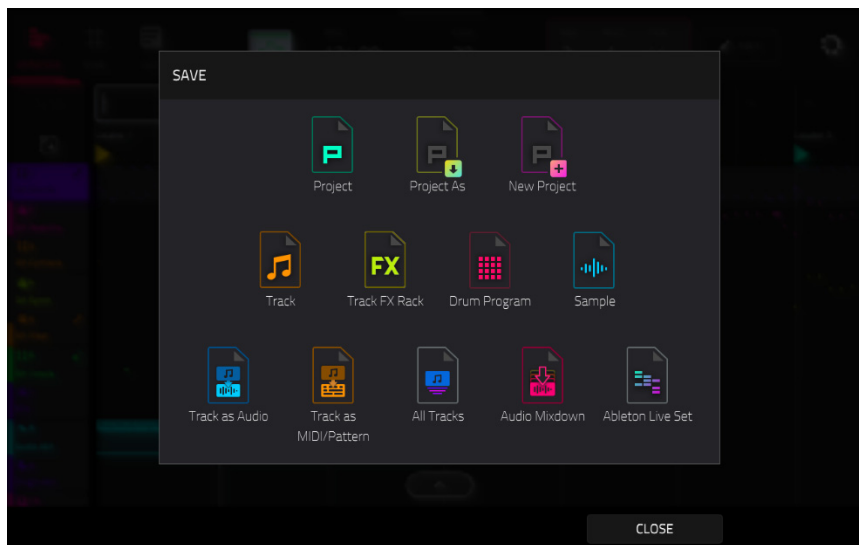 SAVE
Project
Project As
New Project
FX
Track
Track FX Rack
Drum Program
Sample
Track as Audio
Track as
MIDI/Pattern
All Tracks
Audio Mixdown
Ableton Live Set
CLOSE